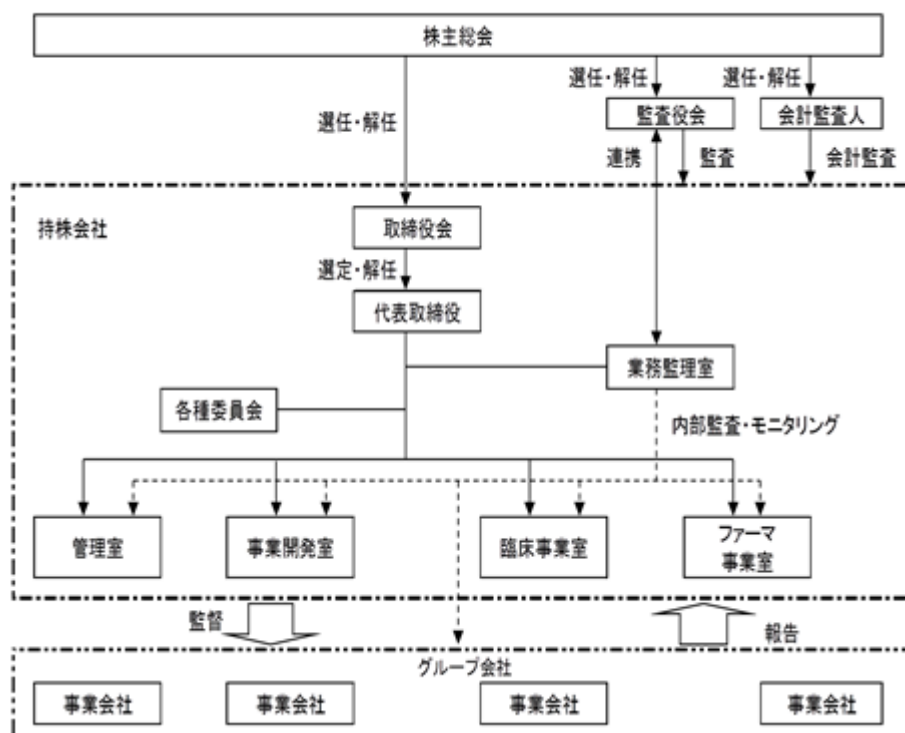 株主総会
選任・解任
選任・解任
選任・解任
監査役会
会計監査人
連携
監査
会計監査
持株会社
取締役会
選定・解任
代表取締役
業務監理室
各種委員会
内部監査・モニタリング
管理室
事業開発室
臨床事業室
ファーマ
事業室
監督
報告
グループ会社
事業会社
事業会社
事業会社
事業会社